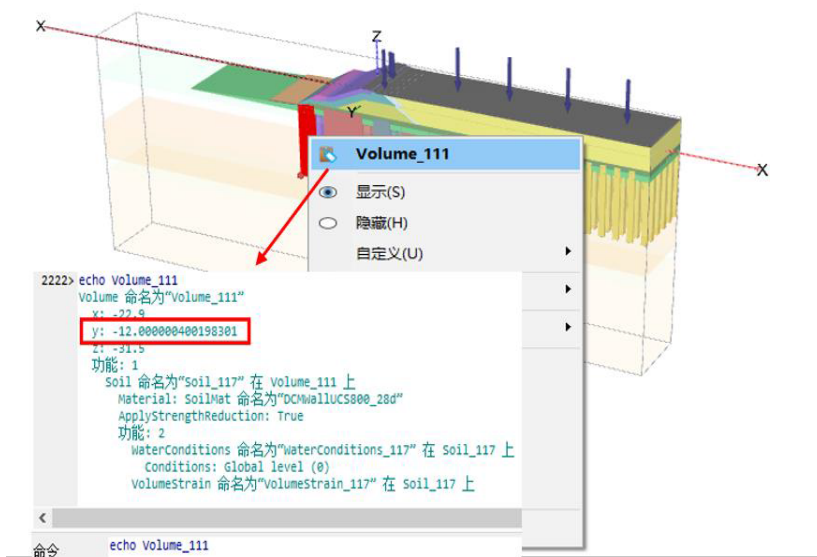 X
Z
Y
X
Volume_111
显示(S)
隐藏(H)
自定义(U)
2222> echo Volume_111
Volume 命名为"Volume_111"
x: -22.9
y: -12.000000400198301
z: -31.5
功能: 1
Soil 命名为"Soil_117" 在 Volume_111 上
Material: SoilMat 命名为"DCMWallUCS800_28d"
ApplyStrengthReduction: True
功能: 2
WaterConditions 命名为"WaterConditions_117" 在 Soil_117 上
Conditions: Global level (0)
VolumeStrain 命名为"VolumeStrain_117" 在 Soil_117 上
命令
echo Volume_111